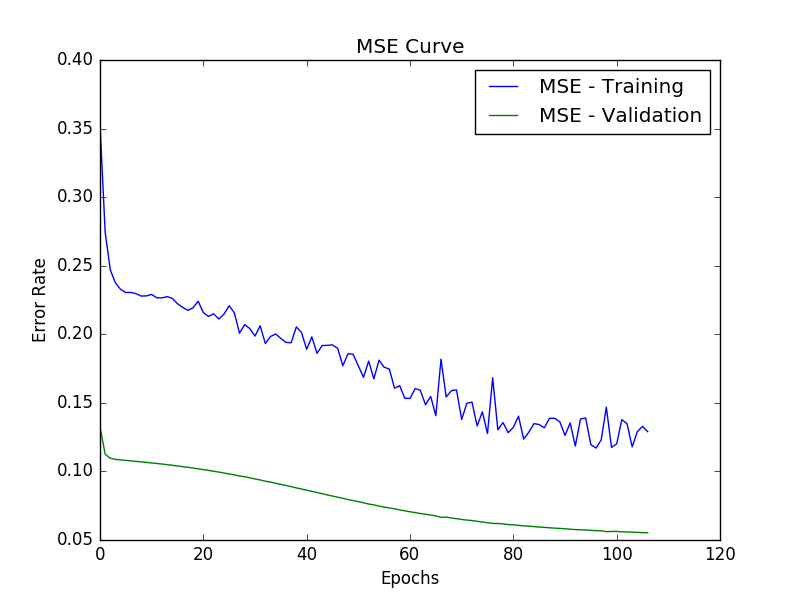 MSE Curve
0.40
MSE - Training
MSE - Validation
0.35
0.30
0.25
Error Rate
0.20
0.15
0.10
0.05
0 20 40 60 80 100 120
Epochs